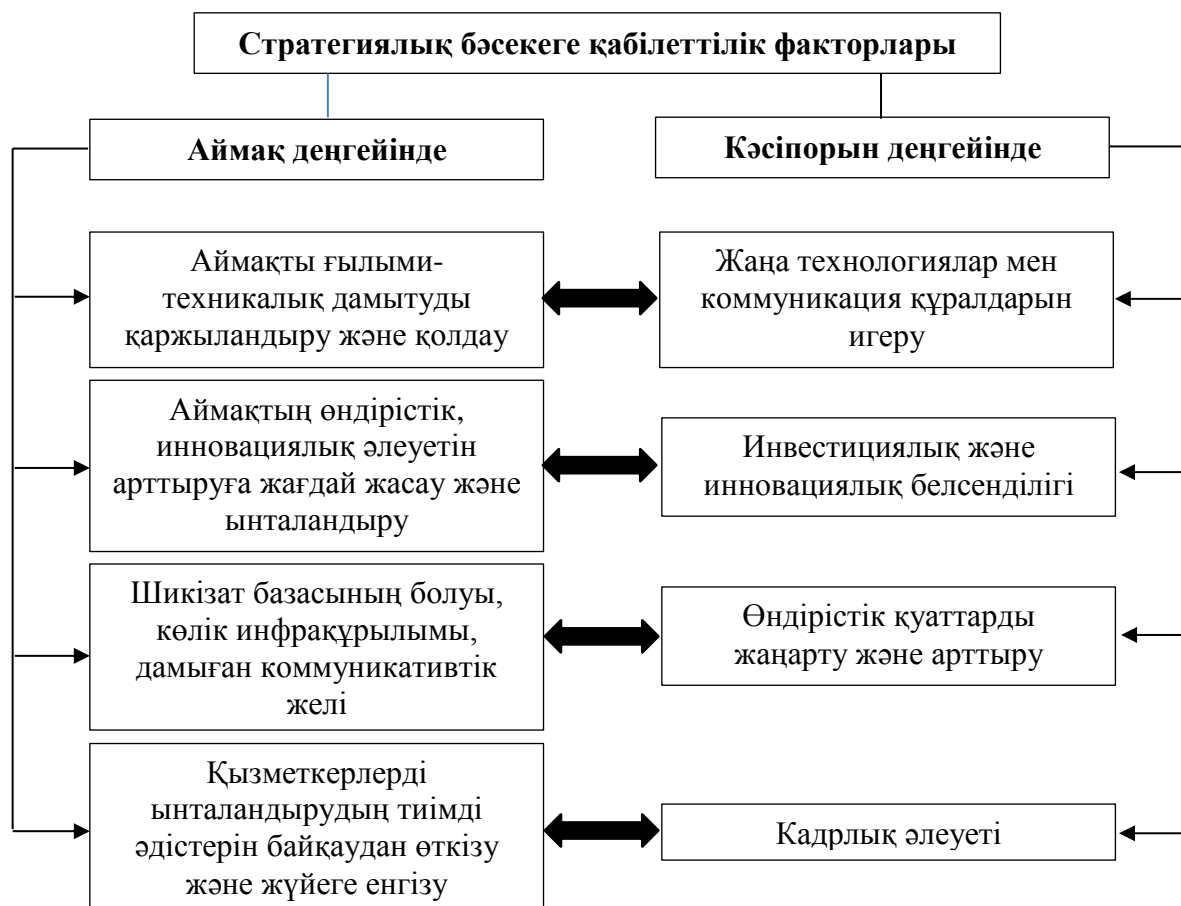 Стратегиялық бәсекеге қабілеттілік факторлары
Аймақ деңгейінде
Кәсіпорын деңгейінде
Аймақты ғылыми-
техникалық дамытуды
қаржыландыру және қолдау
Жаңа технологиялар мен
коммуникация құралдарын
игеру
Аймақтың өндірістік,
инновациялық әлеуетін
арттыруға жағдай жасау және
ынталандыру
Инвестициялық және
инновациялық белсенділігі
Шикізат базасының болуы,
көлік инфрақұрылымы,
дамыған коммуникативтік
желі
Өндірістік қуаттарды
жаңарту және арттыру
Қызметкерлерді
ынталандырудың тиімді
әдістерін байқаудан өткізу
және жүйеге енгізу
Кадрлық әлеуеті